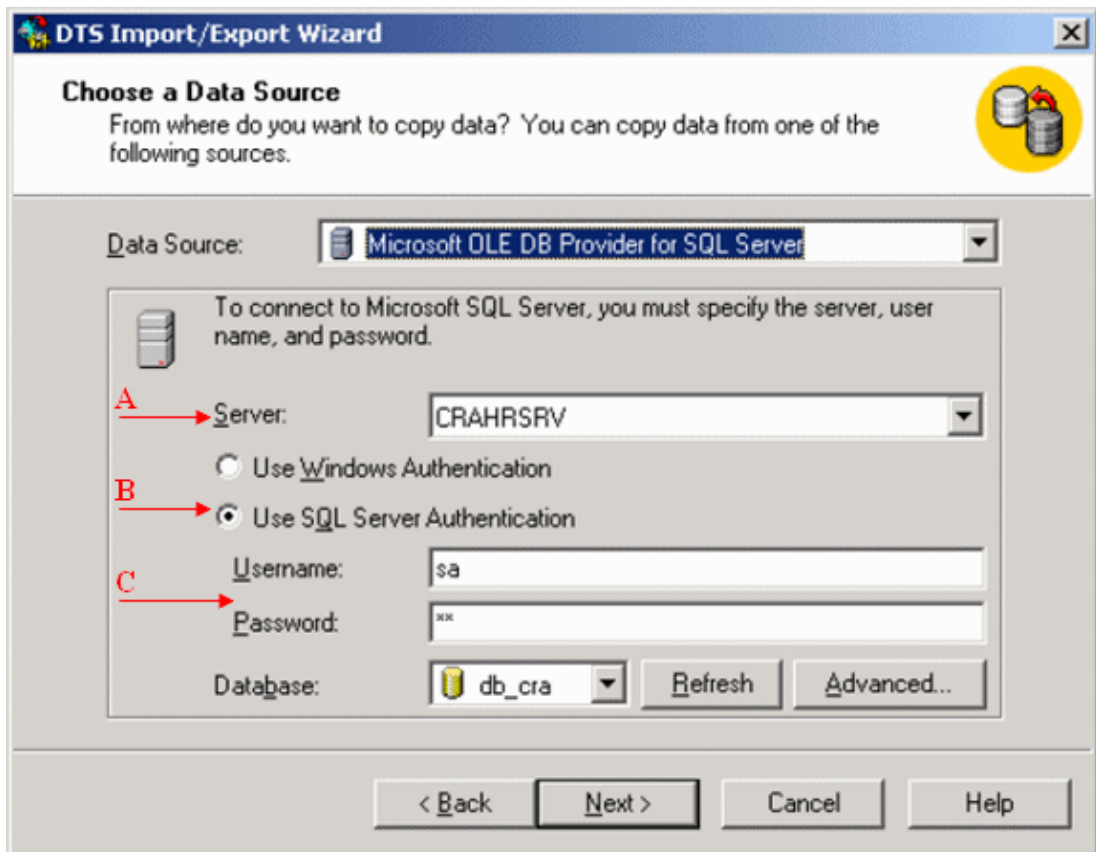 DTS Import/Export Wizard
Choose a Data Source
From where do you want to copy data? You can copy data from one of the
following sources.
Data Source: Microsoft OLE DB Provider for SQL Server
To connect to Microsoft SQL Server, you must specify the server, user
name, and password.
A
Server: CRAHRSRV
Use Windows Authentication
B
Use SQL Server Authentication
Username: sa
C
Password: **
Database: db_cra Refresh Advanced...
< Back Next > Cancel Help